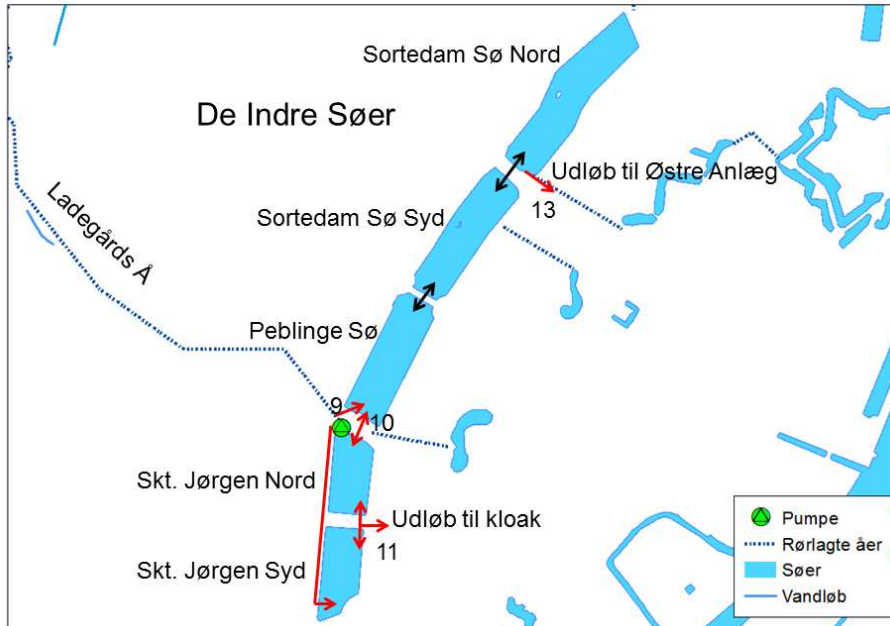 Sortedam Sø Nord
De Indre Søer
Udløb til Østre Anlæg
13
Sortedam Sø Syd
Ladegårds Å
Peblinge Sø
9
10
Skt. Jørgen Nord
Udløb til kloak
11
Skt. Jørgen Syd
Pumpe
Rørlagte åer
Søer
Vandløb